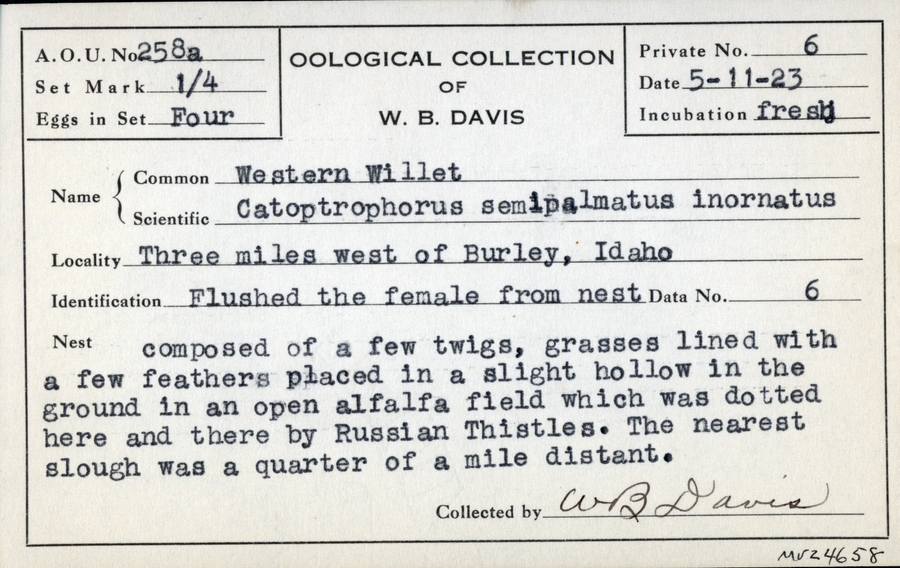 A.O.U. No. 258a
Set Mark 1/4
Eggs in Set Four
OOLOGICAL COLLECTION
OF
W. B. DAVIS
Private No. 6
Date 5-11-23
Incubation fresh
Name { Common Western Willet
Scientific Catoptrophorus semipalmatus inornatus
Locality Three miles west of Burley, Idaho
Identification Flushed the female from nest Data No. 6
Nest composed of a few twigs, grasses lined with
a few feathers placed in a slight hollow in the
ground in an open alfalfa field which was dotted
here and there by Russian Thistles. The nearest
slough was a quarter of a mile distant.
Collected by WB Davis
MVZ4658